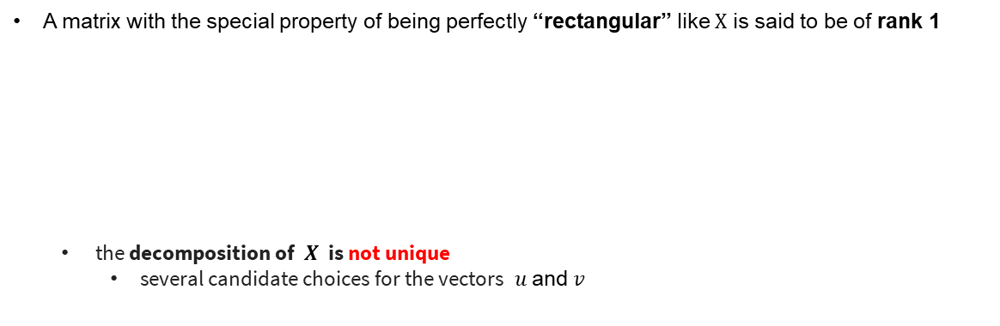 • A matrix with the special property of being perfectly “rectangular” like X is said to be of rank 1
• the decomposition of X is not unique
• several candidate choices for the vectors u and v